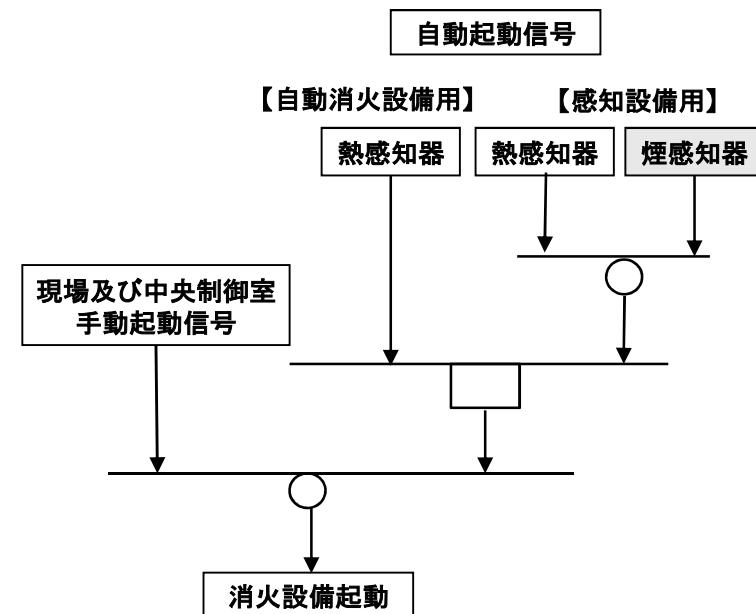 自動起動信号
【自動消火設備用】
【感知設備用】
熱感知器
熱感知器
煙感知器
現場及び中央制御室
手動起動信号
消火設備起動